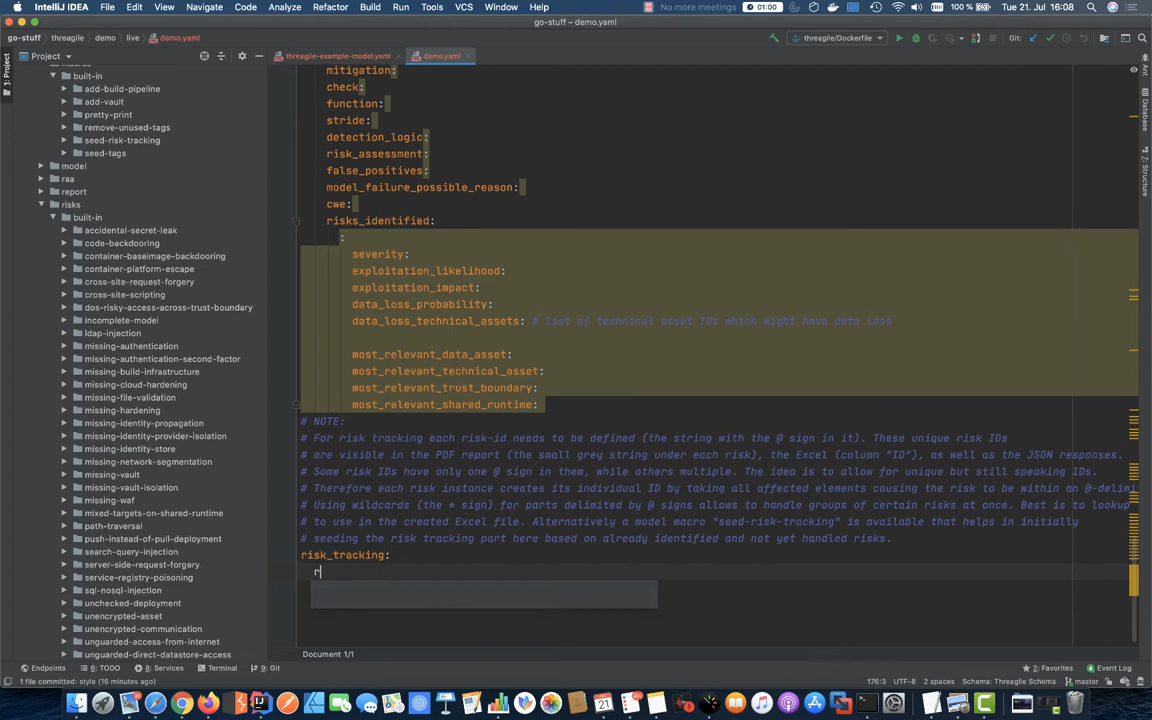 IntelliJ IDEA File Edit View Navigate Code Analyze Refactor Build Run Tools VCS Window Help No more meetings 01:00 100 % Tue 21. Jul 16:08
go-stuff – demo.yaml
go-stuff threagile demo live demo.yaml threagile/Dockerfile Git:
Project threagile-example-model.yaml demo.yaml
1: Project
Ant
Database
Z: Structure
macros
built-in
add-build-pipeline
add-vault
pretty-print
remove-unused-tags
seed-risk-tracking
seed-tags
model
raa
report
risks
built-in
accidental-secret-leak
code-backdooring
container-baseimage-backdooring
container-platform-escape
cross-site-request-forgery
cross-site-scripting
dos-risky-access-across-trust-boundary
incomplete-model
ldap-injection
missing-authentication
missing-authentication-second-factor
missing-build-infrastructure
missing-cloud-hardening
missing-file-validation
missing-hardening
missing-identity-propagation
missing-identity-provider-isolation
missing-identity-store
missing-network-segmentation
missing-vault
missing-vault-isolation
missing-waf
mixed-targets-on-shared-runtime
path-traversal
push-instead-of-pull-deployment
search-query-injection
server-side-request-forgery
service-registry-poisoning
sql-nosql-injection
unchecked-deployment
unencrypted-asset
unencrypted-communication
unguarded-access-from-internet
unguarded-direct-datastore-access
mitigation:
check:
function:
stride:
detection_logic:
risk_assessment:
false_positives:
model_failure_possible_reason:
cwe:
risks_identified:
:
severity:
exploitation_likelihood:
exploitation_impact:
data_loss_probability:
data_loss_technical_assets: # list of technical asset IDs which might have data loss
most_relevant_data_asset:
most_relevant_technical_asset:
most_relevant_trust_boundary:
most_relevant_shared_runtime:
# NOTE:
# For risk tracking each risk-id needs to be defined (the string with the @ sign in it). These unique risk IDs
# are visible in the PDF report (the small grey string under each risk), the Excel (column "ID"), as well as the JSON responses.
# Some risk IDs have only one @ sign in them, while others multiple. The idea is to allow for unique but still speaking IDs.
# Therefore each risk instance creates its individual ID by taking all affected elements causing the risk to be within an @-delimit
# Using wildcards (the * sign) for parts delimited by @ signs allows to handle groups of certain risks at once. Best is to lookup
# to use in the created Excel file. Alternatively a model macro "seed-risk-tracking" is available that helps in initially
# seeding the risk tracking part here based on already identified and not yet handled risks.
risk_tracking:
r
Document 1/1
Endpoints 6: TODO 8: Services Terminal 9: Git 2: Favorites Event Log
1 file committed: style (16 minutes ago) 176:3 UTF-8 2 spaces Schema: Threagile Schema master